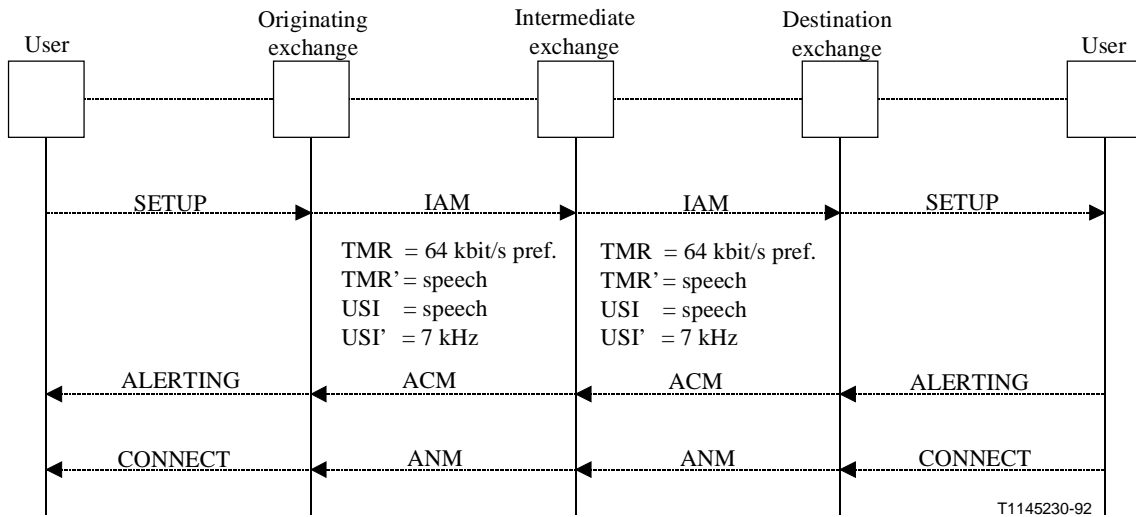 User
Originating
exchange
Intermediate
exchange
Destination
exchange
User
SETUP
IAM
IAM
SETUP
TMR = 64 kbit/s pref.
TMR’ = speech
USI = speech
USI’ = 7 kHz
TMR = 64 kbit/s pref.
TMR’ = speech
USI = speech
USI’ = 7 kHz
ALERTING
ACM
ACM
ALERTING
CONNECT
ANM
ANM
CONNECT
T1145230-92